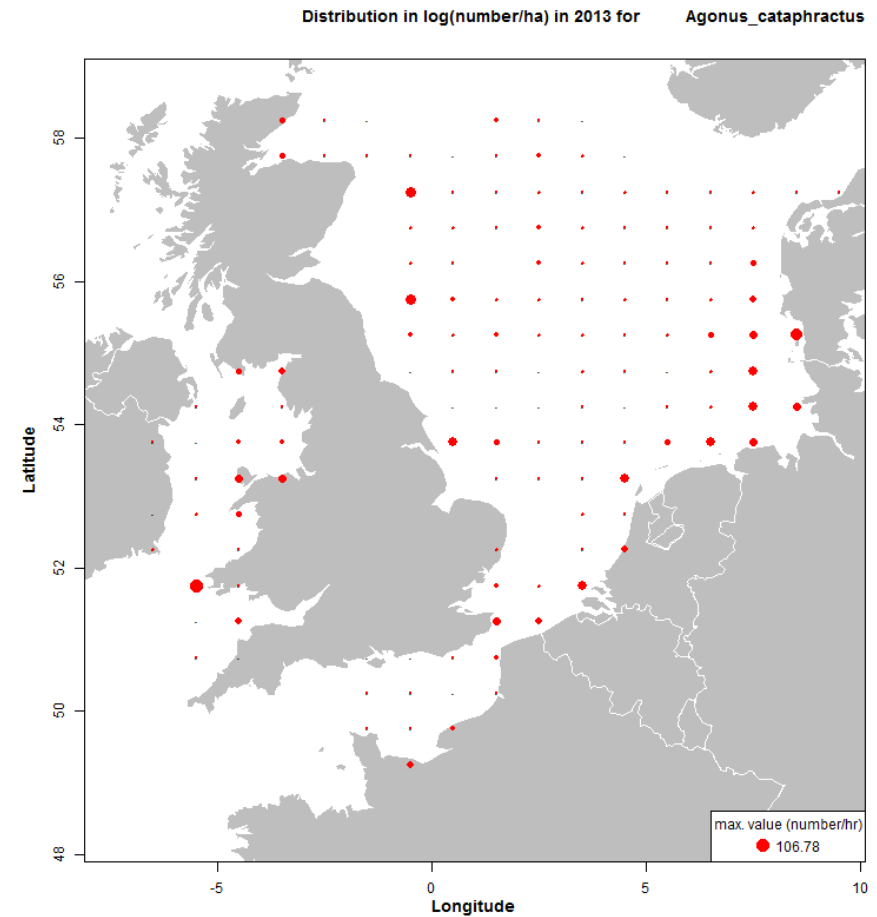 Distribution in log(number/ha) in 2013 for Agonus_cataphractus
58
56
54
52
50
48
Latitude
-5 0 5 10
Longitude
max. value (number/hr)
106.78